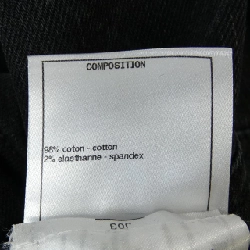 COMPOSITION
98% coton - cotton
2% elasthanne - spandex